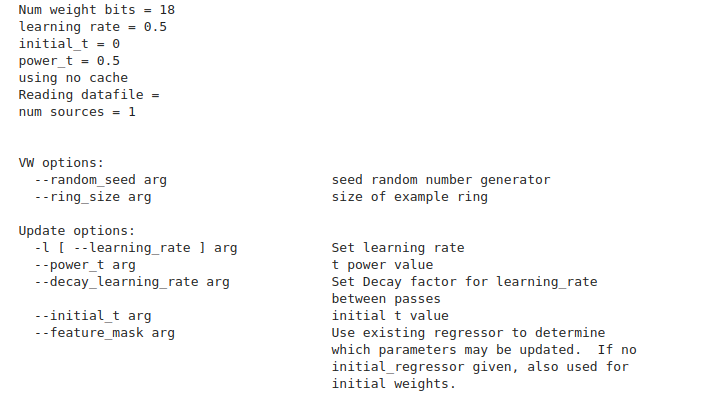 Num weight bits = 18
learning rate = 0.5
initial_t = 0
power_t = 0.5
using no cache
Reading datafile =
num sources = 1
VW options:
--random_seed arg seed random number generator
--ring_size arg size of example ring
Update options:
-l [ --learning_rate ] arg Set learning rate
--power_t arg t power value
--decay_learning_rate arg Set Decay factor for learning_rate
between passes
--initial_t arg initial t value
--feature_mask arg Use existing regressor to determine
which parameters may be updated.  If no
initial_regressor given, also used for
initial weights.